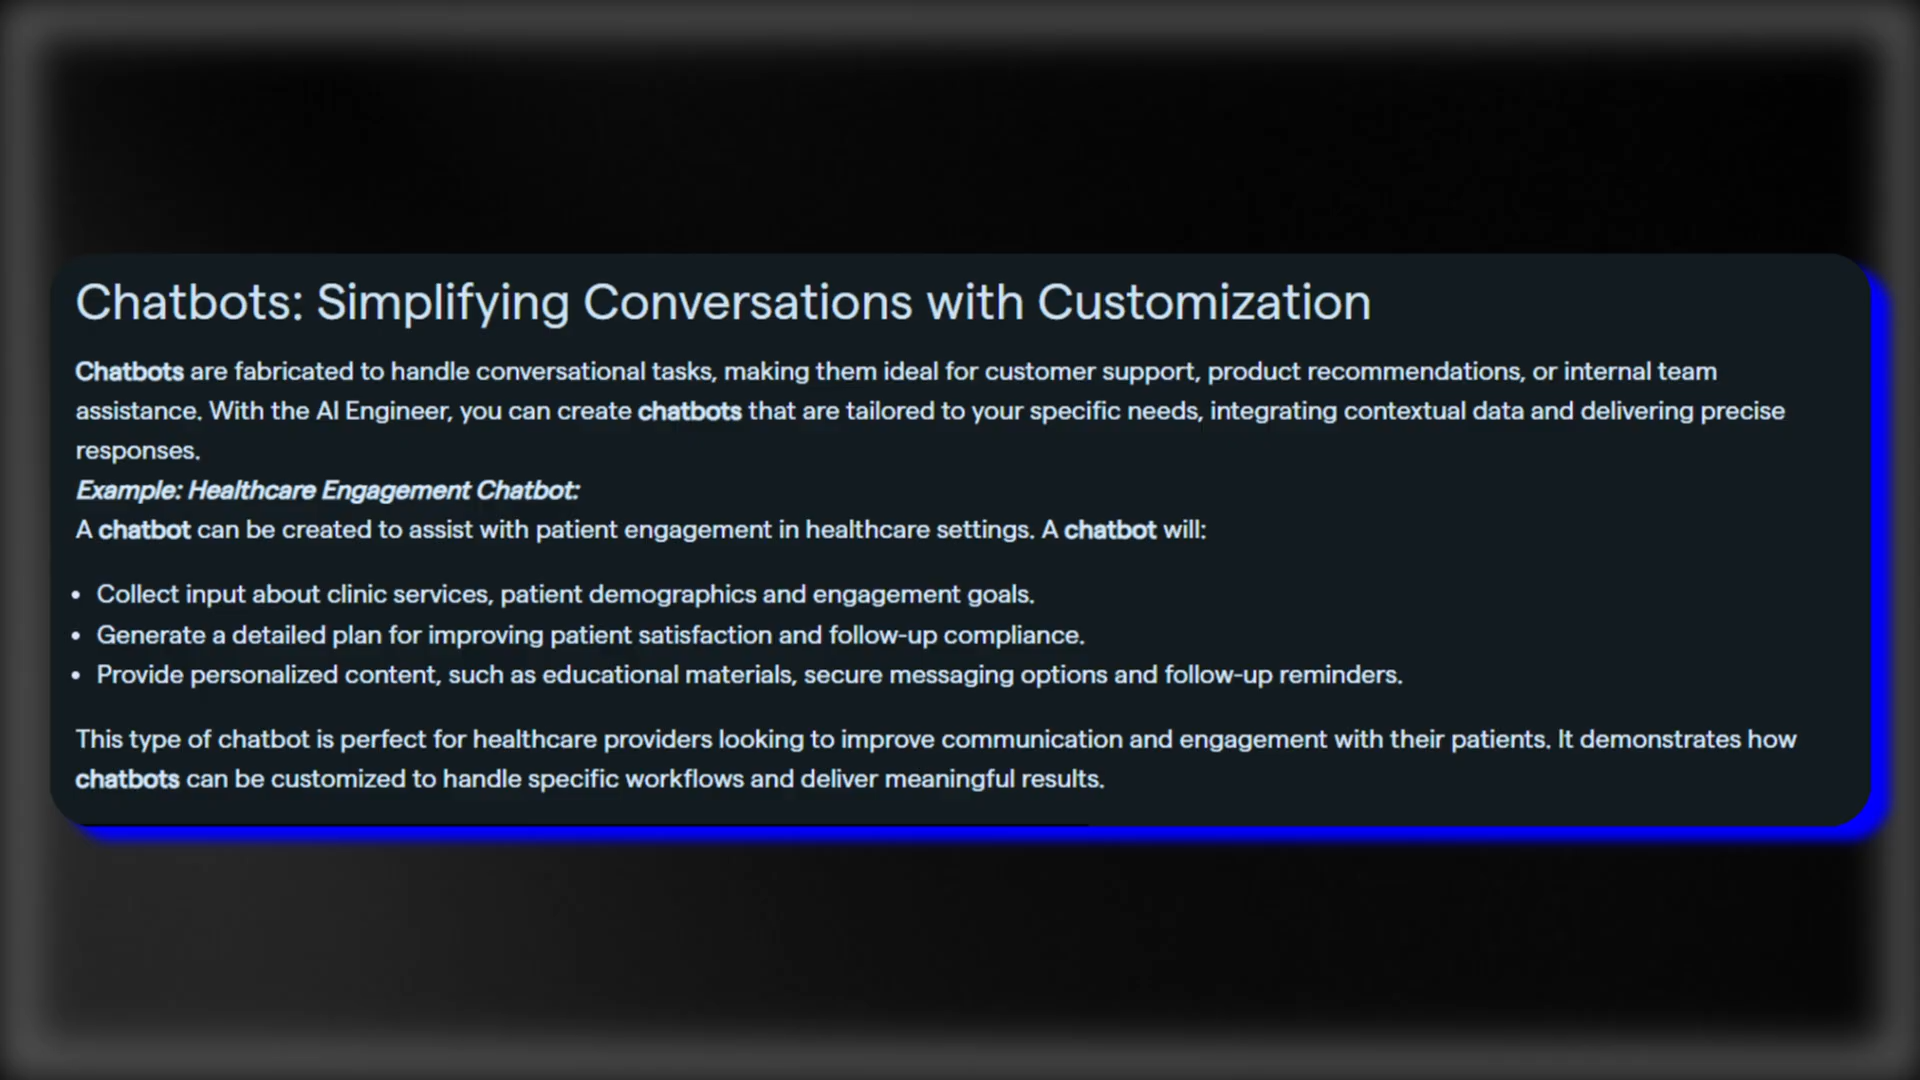 Chatbots: Simplifying Conversations with Customization
Chatbots are fabricated to handle conversational tasks, making them ideal for customer support, product recommendations, or internal team
assistance. With the AI Engineer, you can create chatbots that are tailored to your specific needs, integrating contextual data and delivering precise
responses.
Example: Healthcare Engagement Chatbot:
A chatbot can be created to assist with patient engagement in healthcare settings. A chatbot will:
• Collect input about clinic services, patient demographics and engagement goals.
• Generate a detailed plan for improving patient satisfaction and follow-up compliance.
• Provide personalized content, such as educational materials, secure messaging options and follow-up reminders.
This type of chatbot is perfect for healthcare providers looking to improve communication and engagement with their patients. It demonstrates how
chatbots can be customized to handle specific workflows and deliver meaningful results.